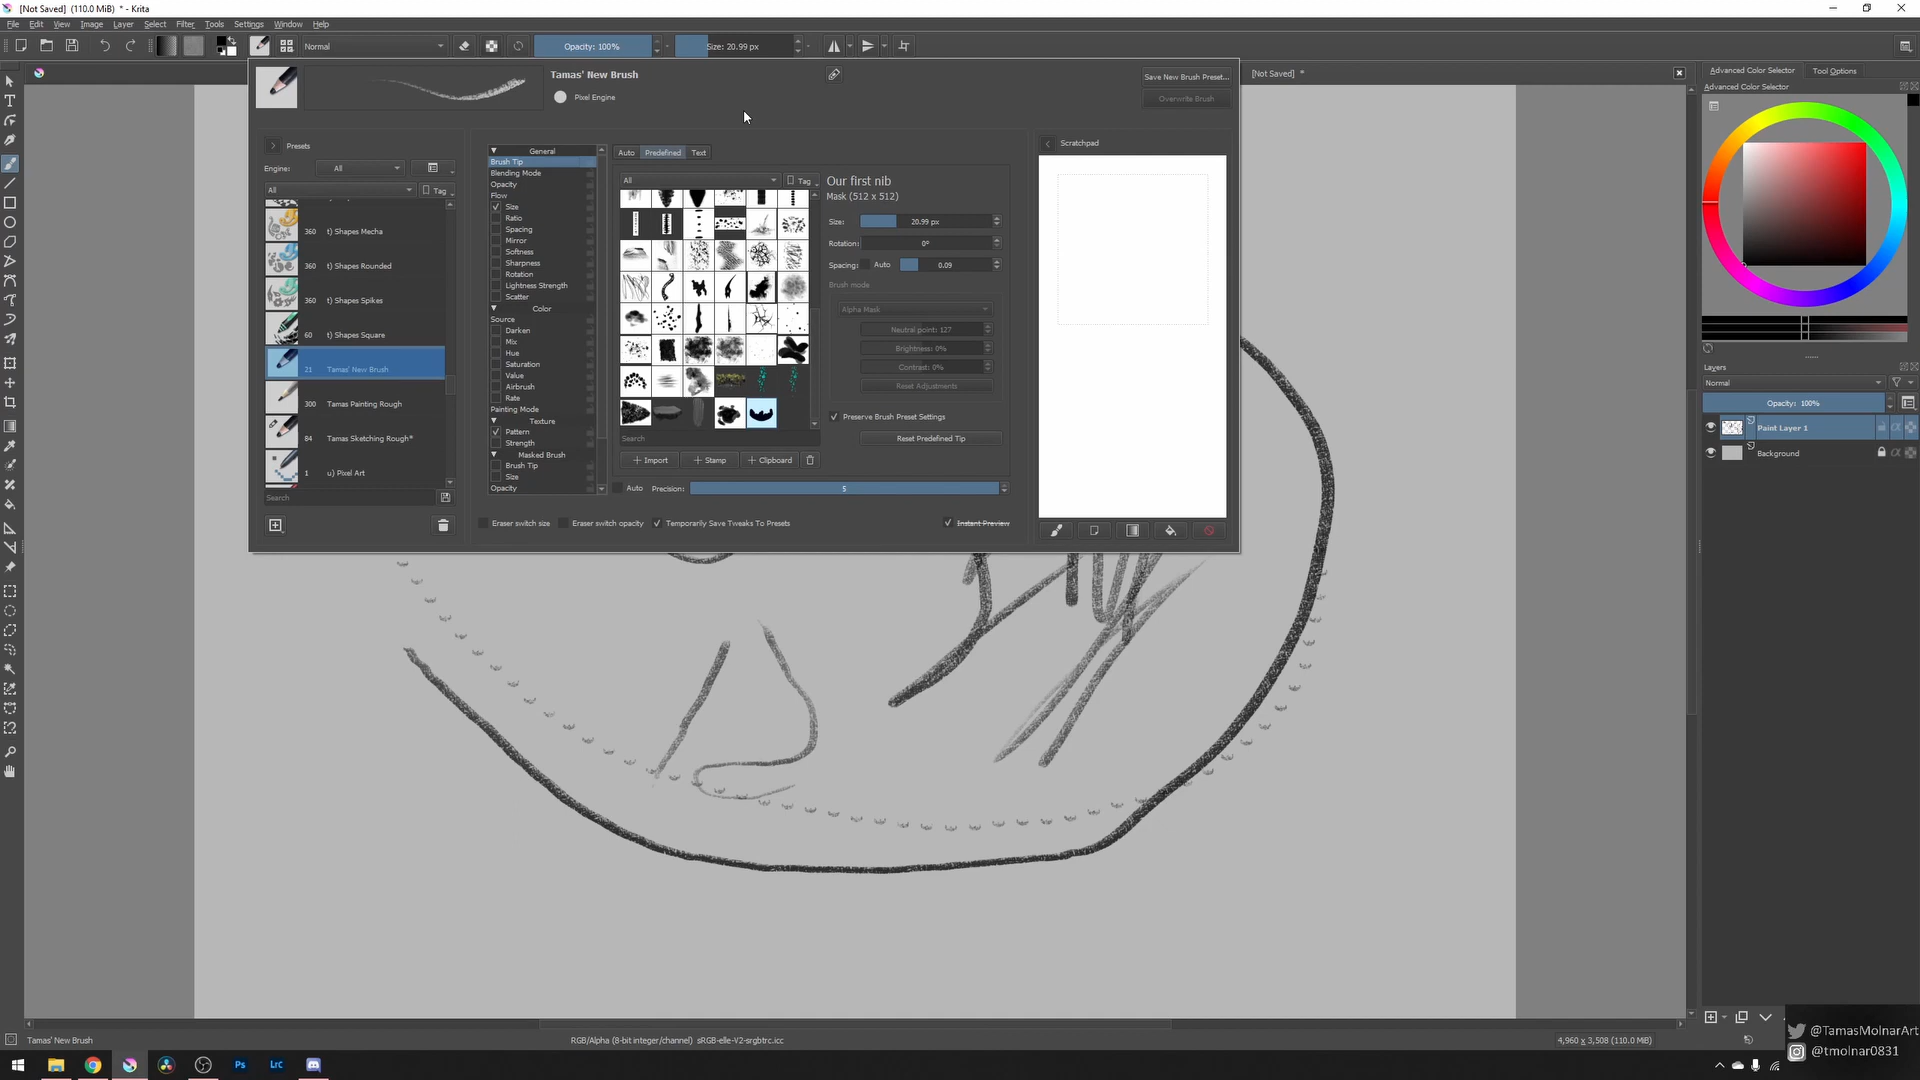 [Not Saved]  (110.0 MiB)  * - Krita
File Edit View Image Layer Select Filter Tools Settings Window Help
Normal
Opacity: 100%
Size: 20.99 px
[Not Saved]  *
Tamas' New Brush
Pixel Engine
Save New Brush Preset...
Overwrite Brush
Presets
Engine: All
All
Tag
360 t) Shapes Mecha
360 t) Shapes Rounded
360 t) Shapes Spikes
60 t) Shapes Square
21 Tamas' New Brush
300 Tamas Painting Rough
84 Tamas Sketching Rough*
1 u) Pixel Art
Search
General
Brush Tip
Blending Mode
Opacity
Flow
Size
Ratio
Spacing
Mirror
Softness
Sharpness
Rotation
Lightness Strength
Scatter
Color
Source
Darken
Mix
Hue
Saturation
Value
Airbrush
Rate
Painting Mode
Texture
Pattern
Strength
Masked Brush
Brush Tip
Size
Opacity
Auto Predefined Text
All
Tag
Search
Import
Stamp
Clipboard
Auto
Precision: 5
Our first nib
Mask (512 x 512)
Size: 20.99 px
Rotation: 0°
Spacing: Auto 0.09
Brush mode
Alpha Mask
Neutral point: 127
Brightness: 0%
Contrast: 0%
Reset Adjustments
Preserve Brush Preset Settings
Reset Predefined Tip
Eraser switch size
Eraser switch opacity
Temporarily Save Tweaks To Presets
Instant Preview
Scratchpad
Advanced Color Selector
Tool Options
Advanced Color Selector
Layers
Normal
Opacity: 100%
Paint Layer 1
Background
Tamas' New Brush
RGB/Alpha (8-bit integer/channel)  sRGB-elle-V2-srgbtrc.icc
4,960 x 3,508 (110.0 MiB)
Ps
LrC
@TamasMolnarArt
@tmolnar0831